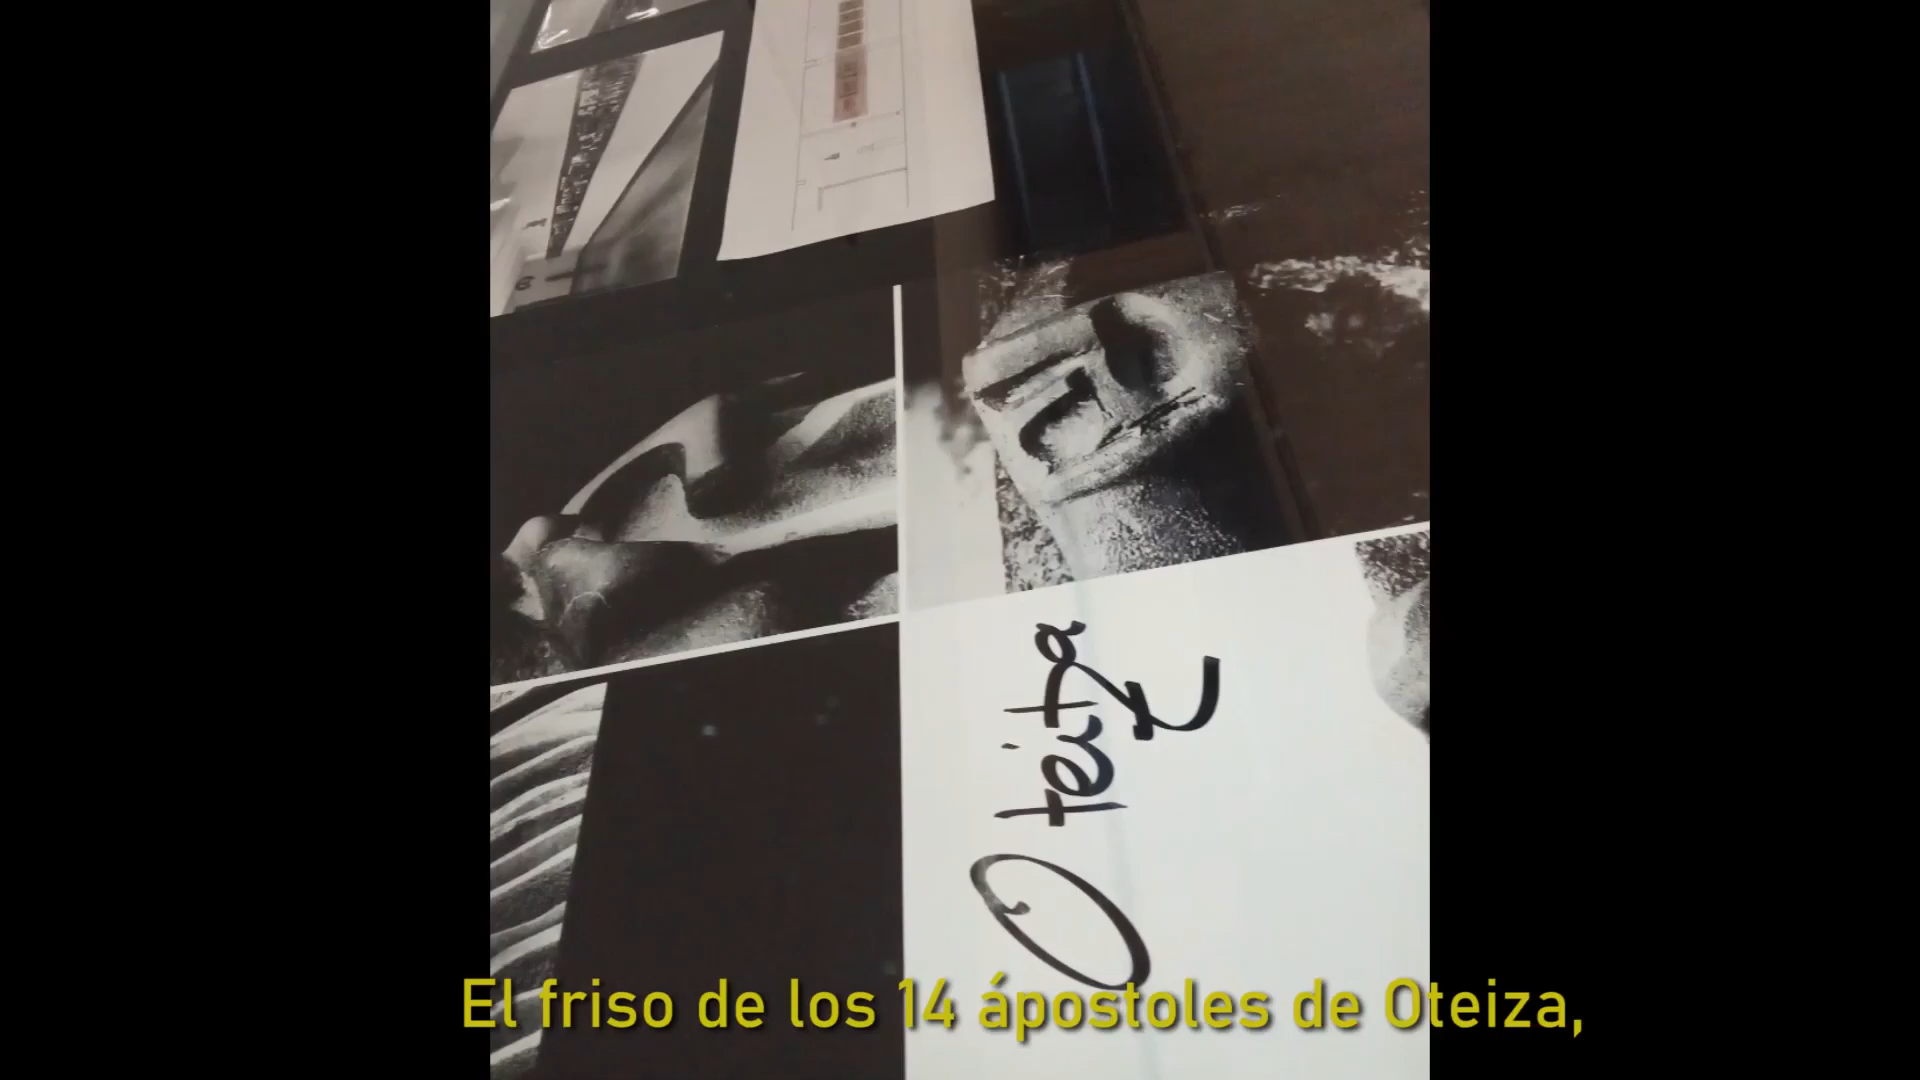 Oteiza
El friso de los 14 ápostoles de Oteiza,